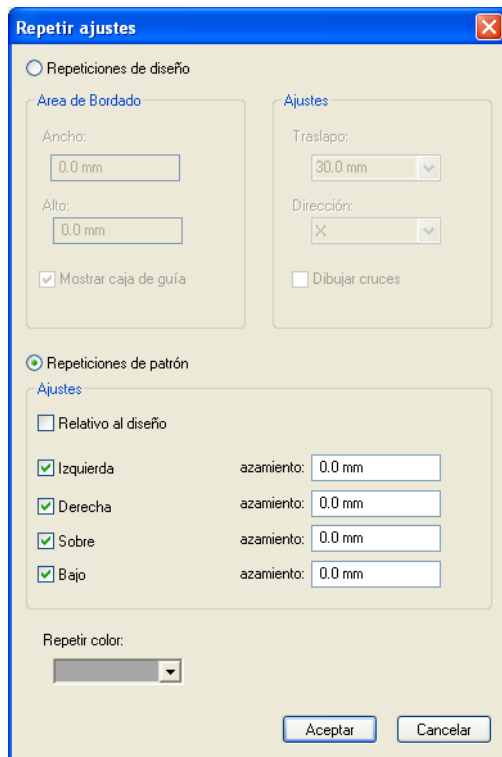 Repetir ajustes
Repeticiones de diseño
Area de Bordado
Ajustes
Ancho:
Traslapo:
0.0 mm
30.0 mm
Alto:
Dirección:
0.0 mm
X
Mostrar caja de guía
Dibujar cruces
Repeticiones de patrón
Ajustes
Relativo al diseño
Izquierda azamiento: 0.0 mm
Derecha azamiento: 0.0 mm
Sobre azamiento: 0.0 mm
Bajo azamiento: 0.0 mm
Repetir color:
Aceptar Cancelar